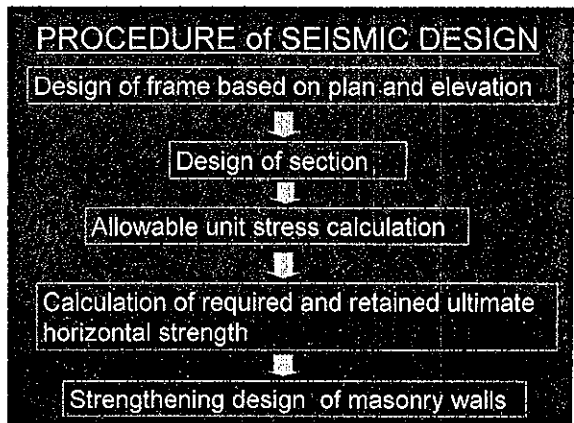 PROCEDURE of SEISMIC DESIGN
Design of frame based on plan and elevation
Design of section
Allowable unit stress calculation
Calculation of required and retained ultimate
horizontal strength
Strengthening design of masonry walls